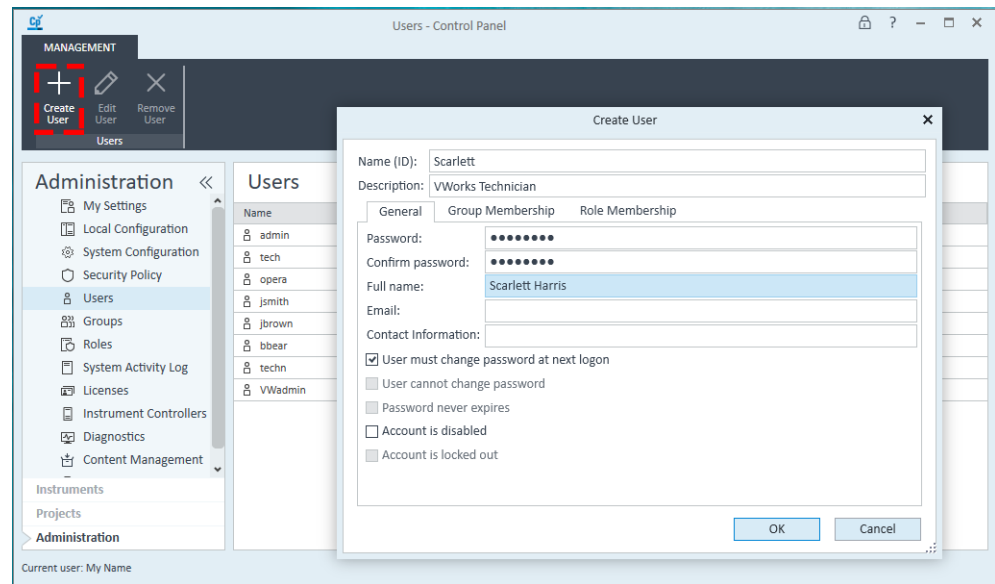 Cp
Users - Control Panel
?
MANAGEMENT
Create User
Edit User
Remove User
Users
Administration
My Settings
Local Configuration
System Configuration
Security Policy
Users
Groups
Roles
System Activity Log
Licenses
Instrument Controllers
Diagnostics
Content Management
Instruments
Projects
Administration
Current user: My Name
Users
Name
admin
tech
opera
jsmith
jbrown
bbear
techn
VWadmin
Create User
Name (ID): Scarlett
Description: VWorks Technician
General Group Membership Role Membership
Password: ●●●●●●●●
Confirm password: ●●●●●●●●
Full name: Scarlett Harris
Email:
Contact Information:
User must change password at next logon
User cannot change password
Password never expires
Account is disabled
Account is locked out
OK Cancel